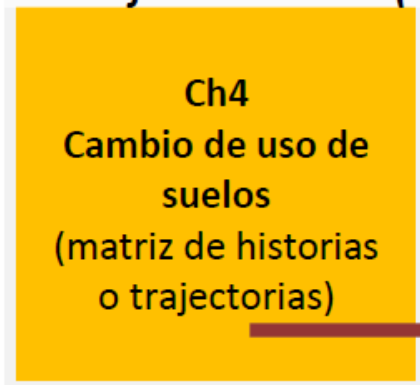 Ch4
Cambio de uso de
suelos
(matriz de historias
o trajectorias)